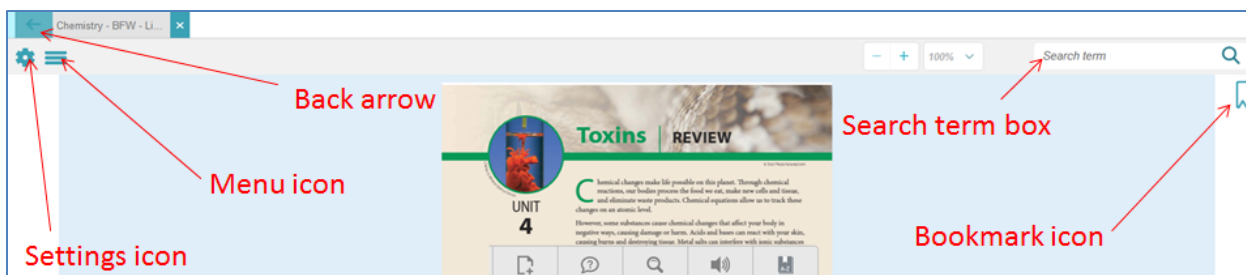 Chemistry - BFW - Li...
100%
Search term
Back arrow
Search term box
Menu icon
Settings icon
Bookmark icon
Toxins | REVIEW
UNIT
4
Chemical changes make life possible on this planet. Through chemical
reactions, our bodies process the food we eat, make new cells and tissue,
and eliminate waste products. Chemical equations allow us to track these
changes on an atomic level.
However, some substances cause chemical changes that affect your body in
negative ways, causing damage or harm. Acids and bases can react with your skin,
causing burns and destroying tissue. Metal salts can interfere with ionic substances